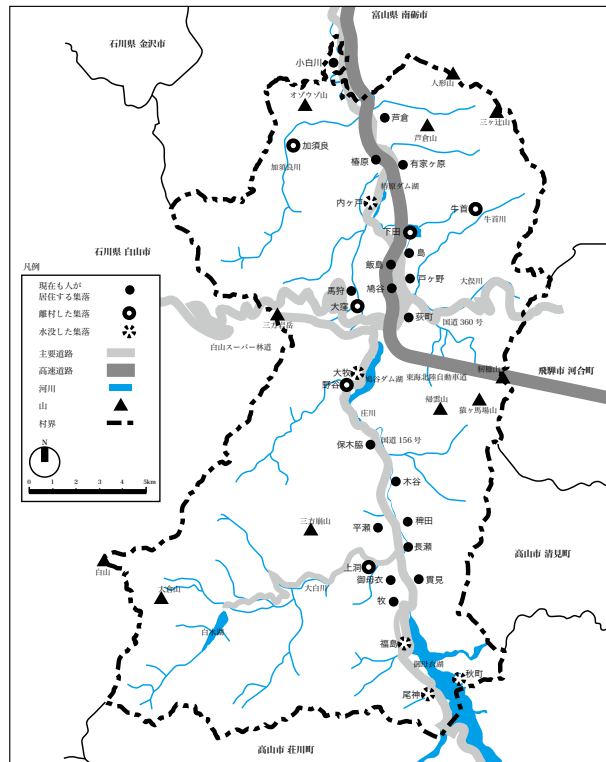 富山県 南砺市
石川県 金沢市
小白川
人形山
オゾウゾ山
三ヶ辻山
芦倉
芦倉山
加須良
加須良川
椿原
有家ヶ原
椿原ダム湖
内ヶ戸
牛首
牛首川
下田
島
石川県 白山市
飯島
戸ヶ野
大俣川
馬狩
鳩谷
大窪
荻町
国道 360 号
三方岩岳
白山スーパー林道
凡例
現在も人が
居住する集落
離村した集落
水没した集落
主要道路
高速道路
河川
山
村界
N
0 1 2 3 4 5km
大牧
鳩谷ダム湖
野谷
東海北陸自動車道
籾糠山
飛騨市 河合町
帰雲山
猿ヶ馬場山
庄川
国道 156 号
保木脇
木谷
三方崩山
平瀬
稗田
長瀬
高山市 清見町
白山
上洞
御母衣
貫見
大白川
大台山
牧
白水湖
福島
御母衣湖
秋町
尾神
高山市 荘川町